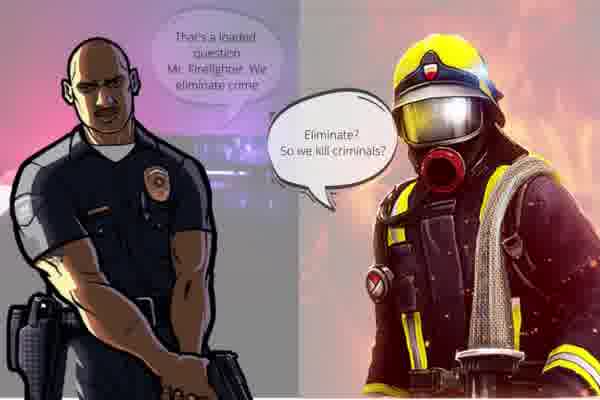 That's a loaded
question
Mr. Firefighter. We
eliminate crime
Eliminate?
So we kill criminals?